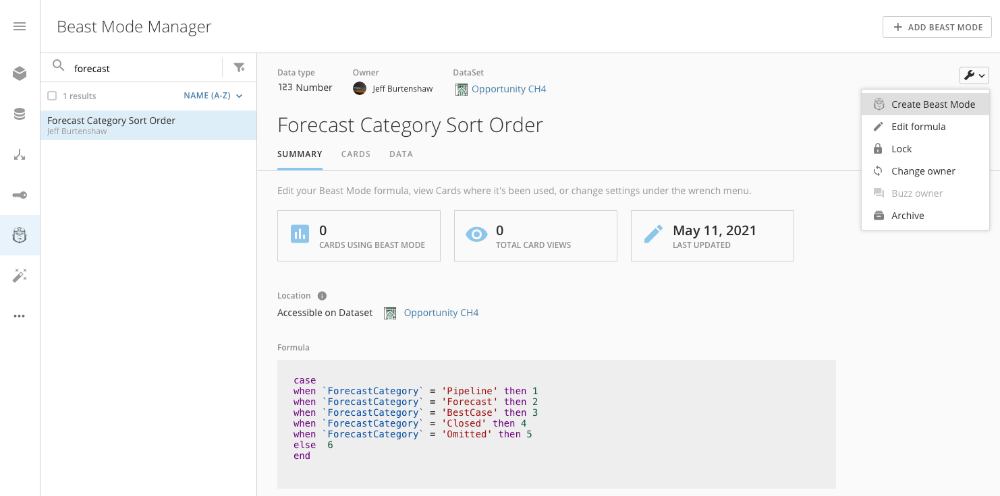 Beast Mode Manager
ADD BEAST MODE
forecast
1 results
NAME (A-Z)
Forecast Category Sort Order
Jeff Burtenshaw
Data type
123 Number
Owner
Jeff Burtenshaw
DataSet
Opportunity CH4
Forecast Category Sort Order
SUMMARY
CARDS
DATA
Create Beast Mode
Edit formula
Lock
Change owner
Buzz owner
Archive
Edit your Beast Mode formula, view Cards where it's been used, or change settings under the wrench menu.
0
CARDS USING BEAST MODE
0
TOTAL CARD VIEWS
May 11, 2021
LAST UPDATED
Location
Accessible on Dataset
Opportunity CH4
Formula
case
when `ForecastCategory` = 'Pipeline' then 1
when `ForecastCategory` = 'Forecast' then 2
when `ForecastCategory` = 'BestCase' then 3
when `ForecastCategory` = 'Closed' then 4
when `ForecastCategory` = 'Omitted' then 5
else  6
end